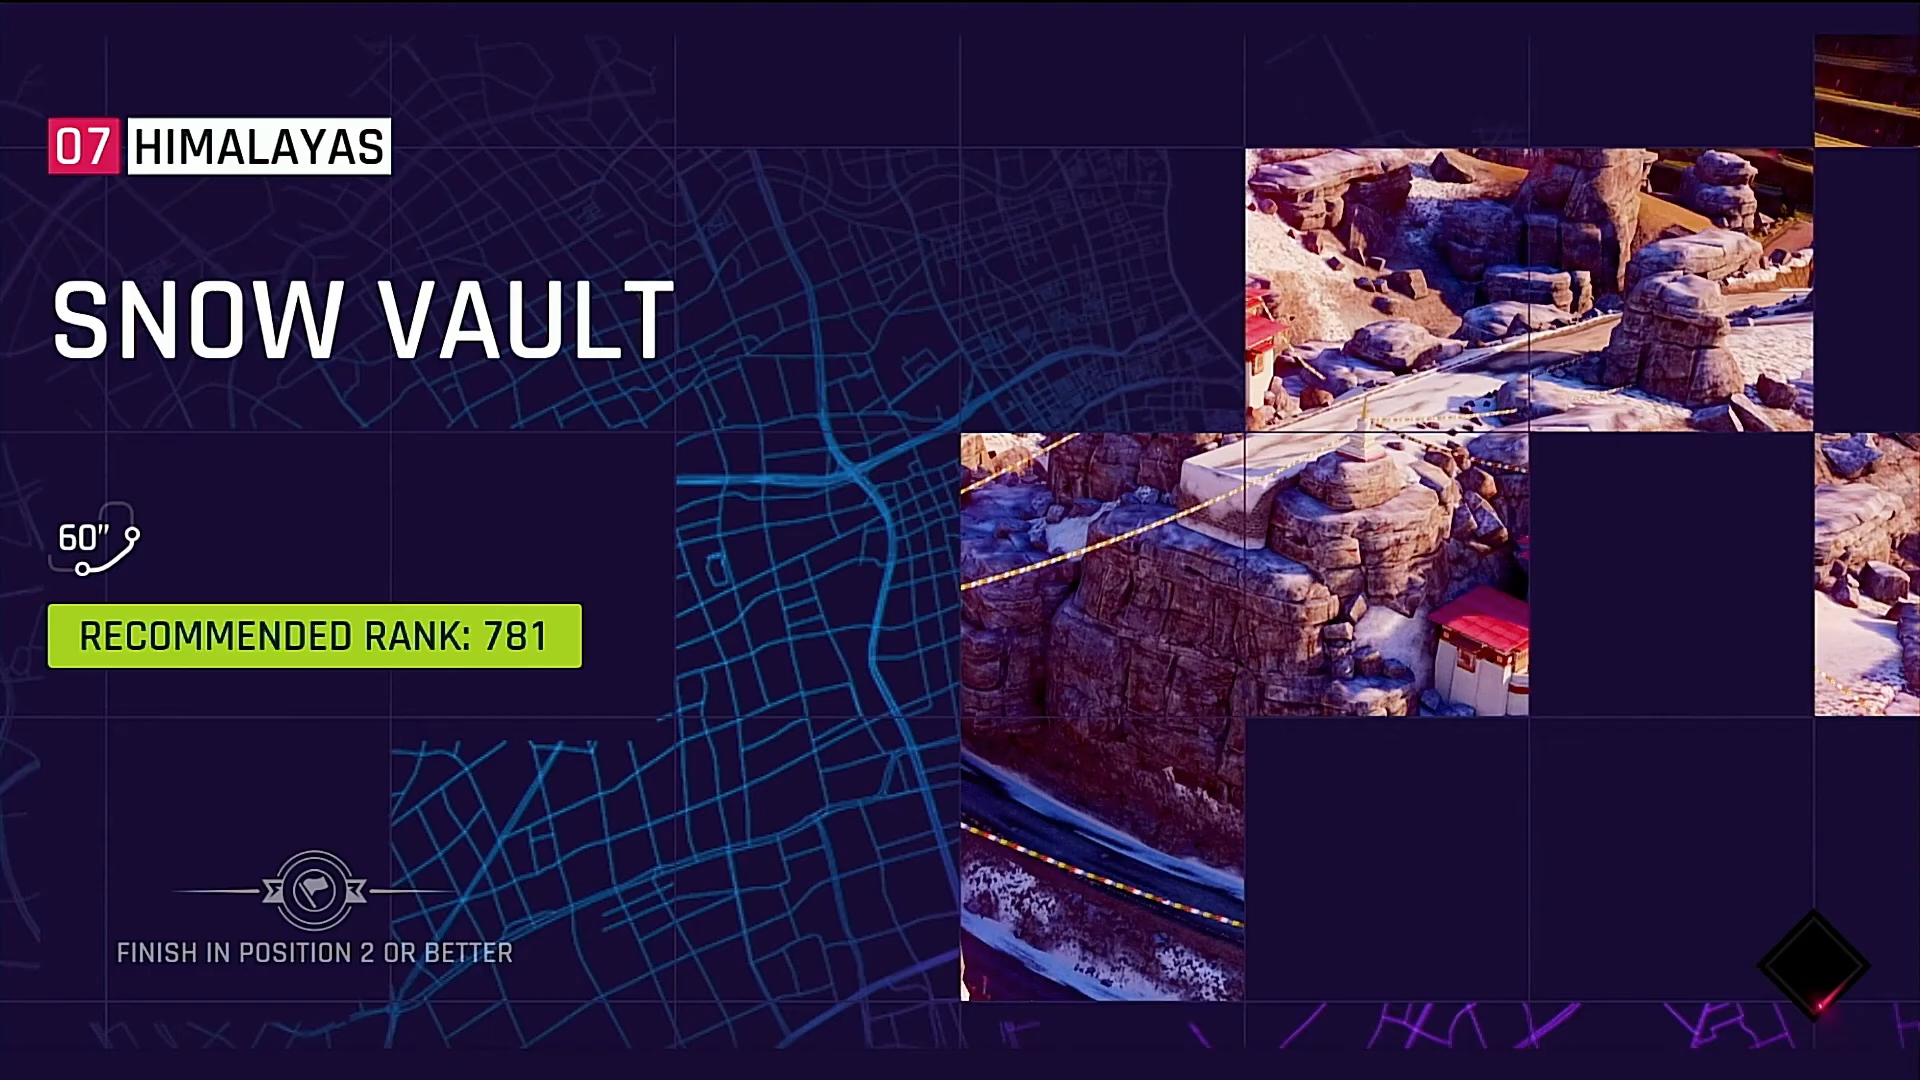 07 HIMALAYAS
SNOW VAULT
60"
RECOMMENDED RANK: 781
FINISH IN POSITION 2 OR BETTER